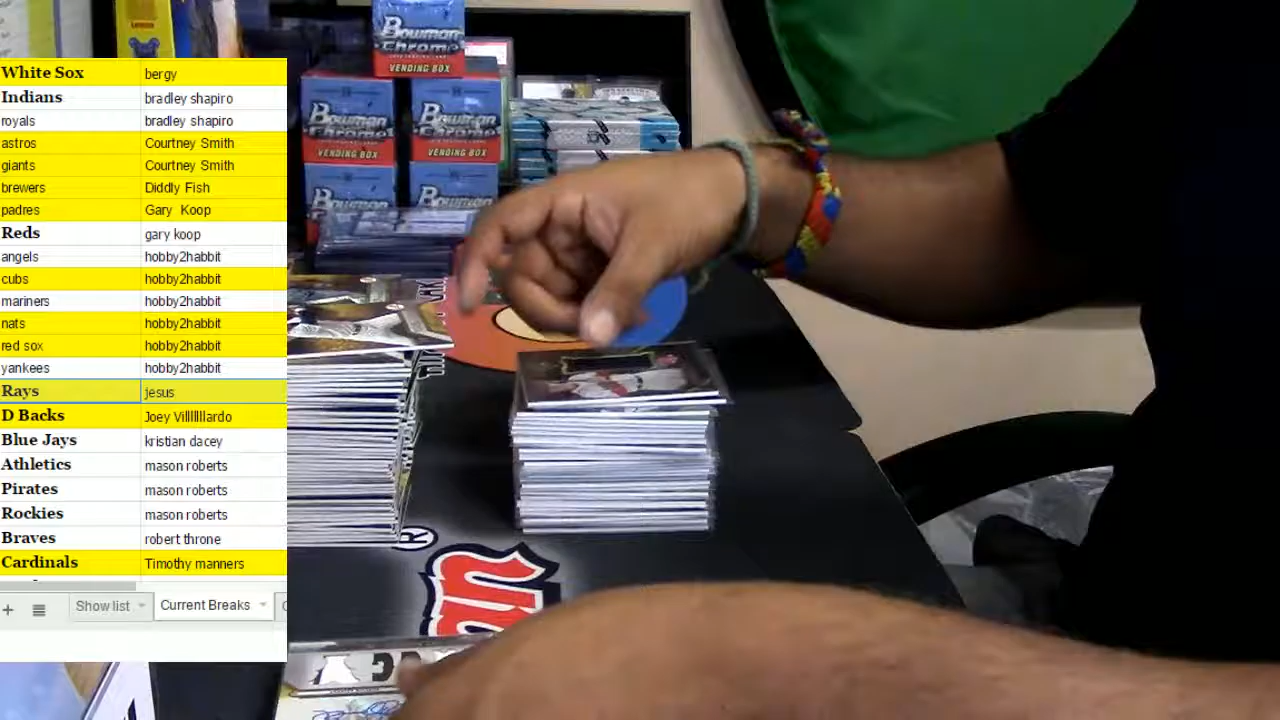 White Sox bergy
Indians bradley shapiro
royals bradley shapiro
astros Courtney Smith
giants Courtney Smith
brewers Diddly Fish
padres Gary Koop
Reds gary koop
angels hobby2habbit
cubs hobby2habbit
mariners hobby2habbit
nats hobby2habbit
red sox hobby2habbit
yankees hobby2habbit
Rays jesus
D Backs Joey Villlllllardo
Blue Jays kristian dacey
Athletics mason roberts
Pirates mason roberts
Rockies mason roberts
Braves robert throne
Cardinals Timothy manners
+ Show list Current Breaks
Bowman
Chrome
VENDING BOX
Bowman
Chrome
VENDING BOX
Bowman
Chrome
VENDING BOX
Bowman
Bowman